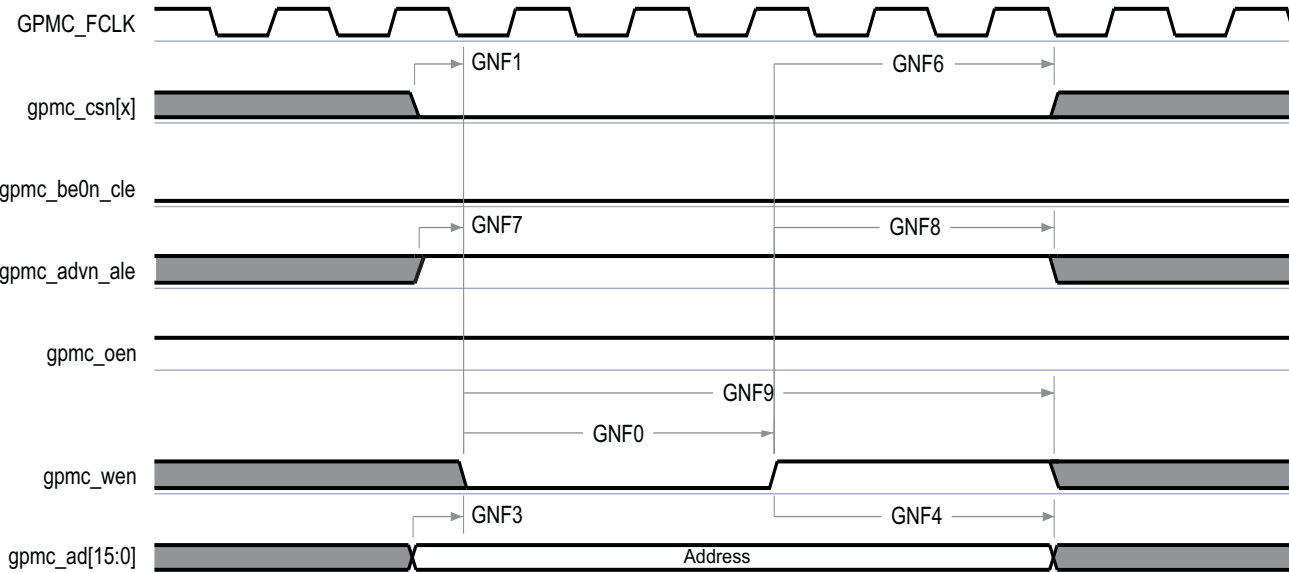 GPMC_FCLK
GNF1
GNF6
gpmc_csn[x]
gpmc_be0n_cle
GNF7
GNF8
gpmc_advn_ale
gpmc_oen
GNF9
GNF0
gpmc_wen
GNF3
GNF4
gpmc_ad[15:0]
Address